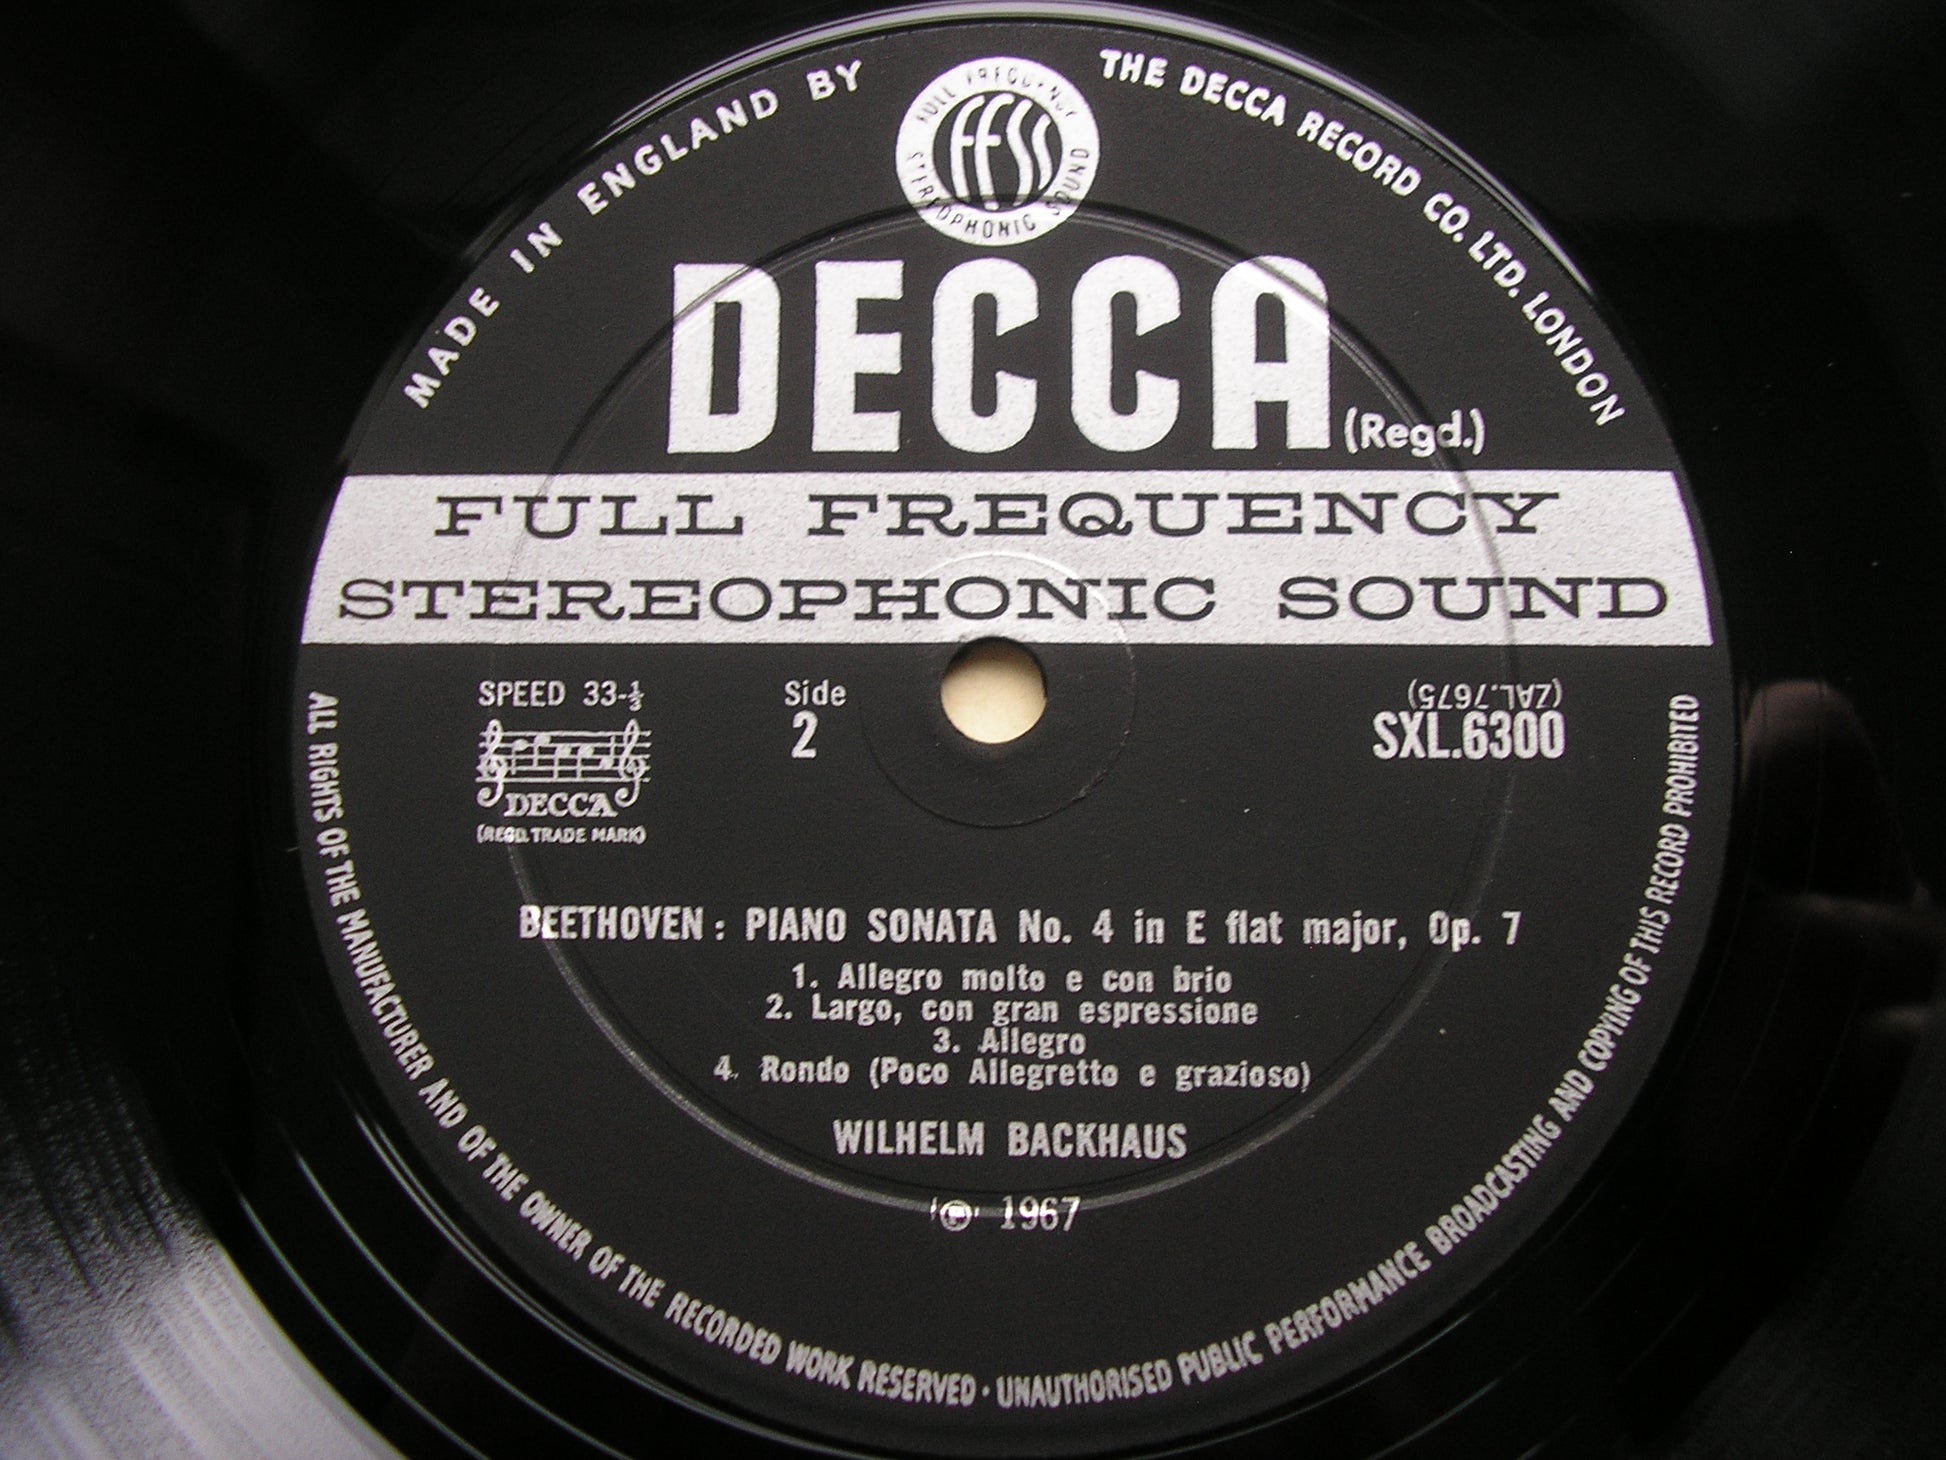 MADE IN ENGLAND BY
THE DECCA RECORD CO. LTD. LONDON
FULL FREQUENCY
FFSS
STEREOPHONIC SOUND
DECCA
(Regd.)
FULL FREQUENCY
STEREOPHONIC SOUND
SPEED 33-⅓
Side
2
(ZAL.7675)
SXL.6300
DECCA
(REGD. TRADE MARK)
BEETHOVEN : PIANO SONATA No. 4 in E flat major, Op. 7
1. Allegro molto e con brio
2. Largo, con gran espressione
3. Allegro
4. Rondo (Poco Allegretto e grazioso)
WILHELM BACKHAUS
℗ 1967
ALL RIGHTS OF THE MANUFACTURER AND OF THE OWNER OF THE RECORDED WORK RESERVED · UNAUTHORISED PUBLIC PERFORMANCE BROADCASTING AND COPYING OF THIS RECORD PROHIBITED